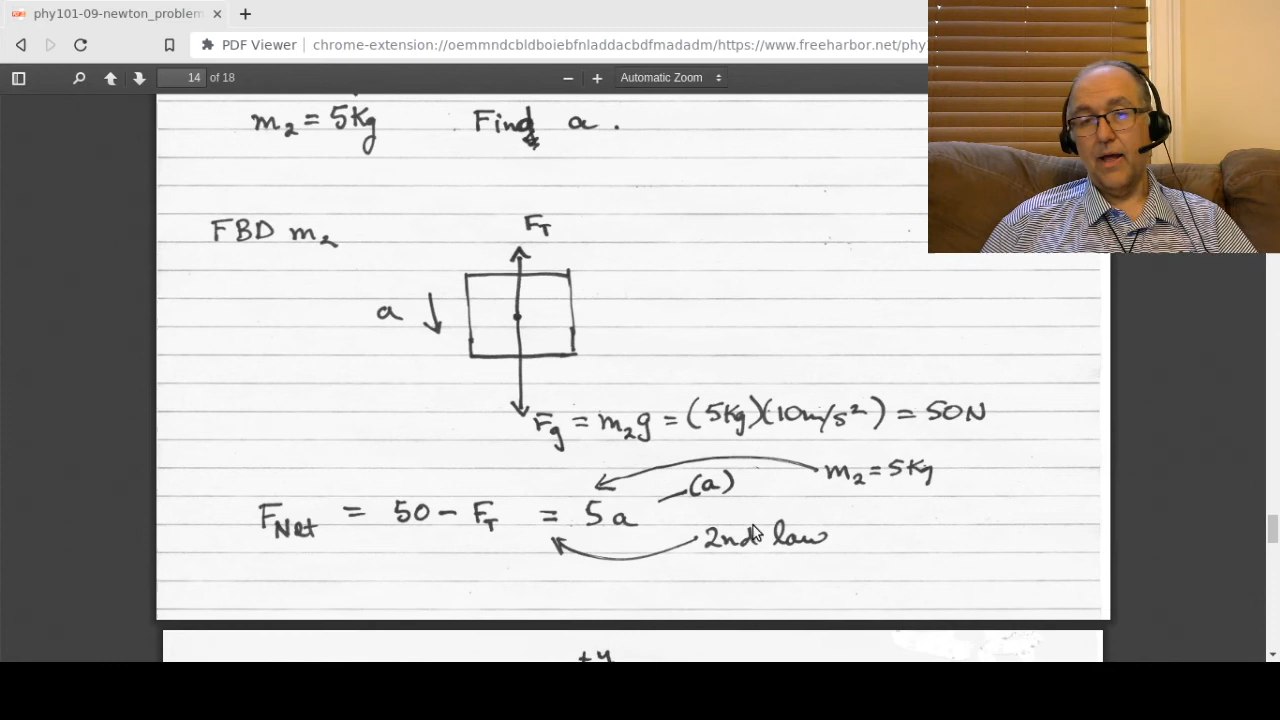 phy101-09-newton_problem
PDF Viewer
chrome-extension://oemmndcbldboiebfnladdacbdfmadadm/https://www.freeharbor.net/phy
14 of 18
Automatic Zoom
m₂ = 5Kg Find a.
FBD m₂
F_T
a
F_g = m₂g = (5Kg)(10m/s²) = 50N
m₂ = 5Kg
(a)
F_Net = 50 - F_T = 5a
2nd law
+y